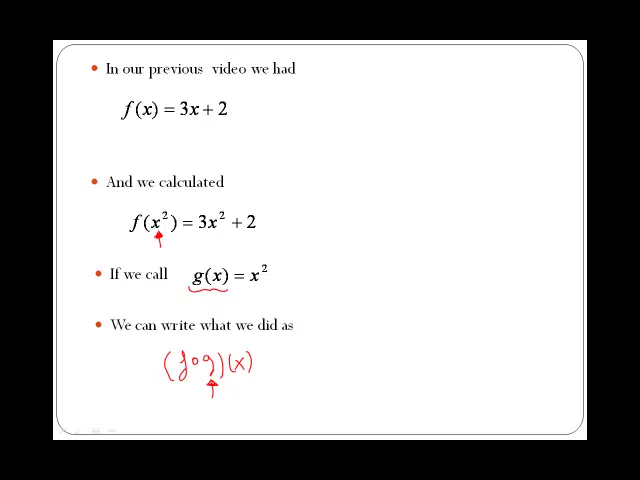 In our previous video we had
f(x) = 3x + 2
And we calculated
f(x²) = 3x² + 2
If we call g(x) = x²
We can write what we did as
(fog)(x)